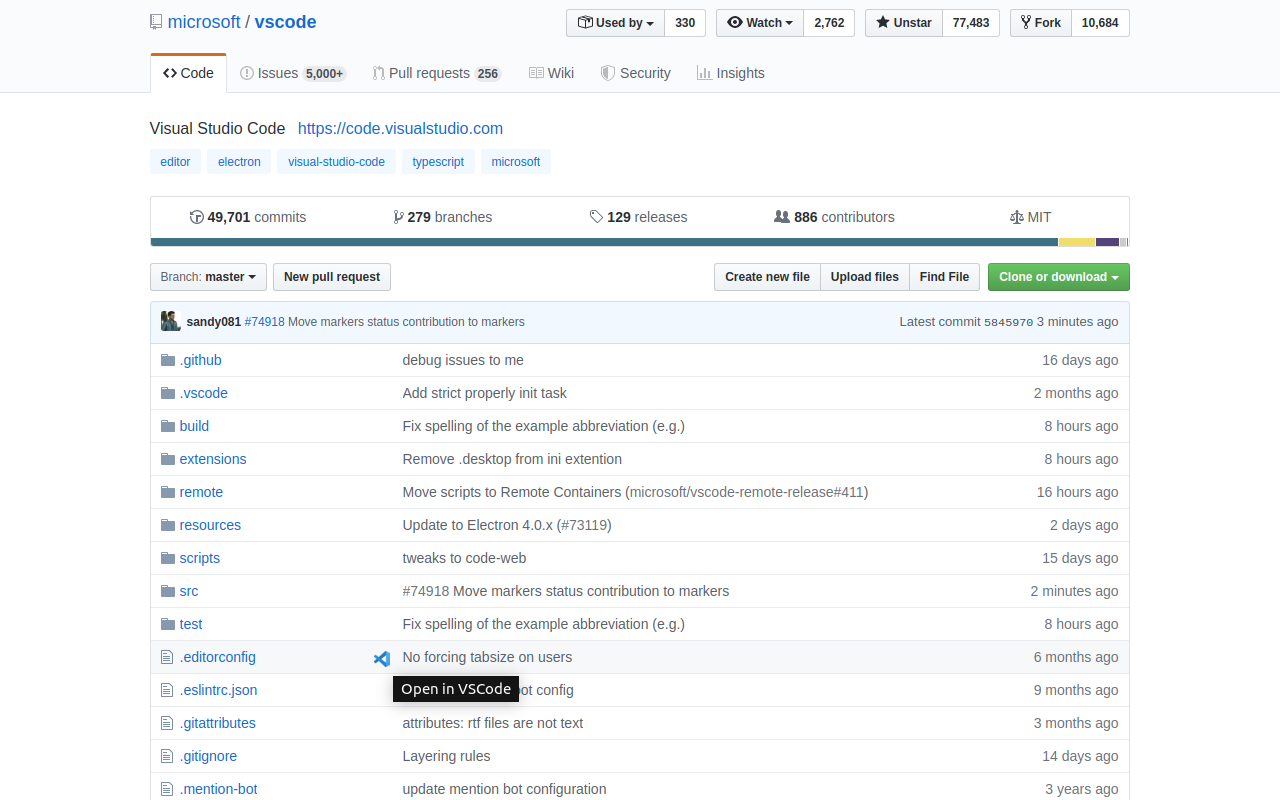 microsoft / vscode
Used by 330 Watch 2,762 Unstar 77,483 Fork 10,684
Code Issues 5,000+ Pull requests 256 Wiki Security Insights
Visual Studio Code https://code.visualstudio.com
editor electron visual-studio-code typescript microsoft
49,701 commits 279 branches 129 releases 886 contributors MIT
Branch: master New pull request Create new file Upload files Find File Clone or download
sandy081 #74918 Move markers status contribution to markers Latest commit 5845970 3 minutes ago
.github debug issues to me 16 days ago
.vscode Add strict properly init task 2 months ago
build Fix spelling of the example abbreviation (e.g.) 8 hours ago
extensions Remove .desktop from ini extention 8 hours ago
remote Move scripts to Remote Containers (microsoft/vscode-remote-release#411) 16 hours ago
resources Update to Electron 4.0.x (#73119) 2 days ago
scripts tweaks to code-web 15 days ago
src #74918 Move markers status contribution to markers 2 minutes ago
test Fix spelling of the example abbreviation (e.g.) 8 hours ago
.editorconfig No forcing tabsize on users 6 months ago
Open in VSCode
.eslintrc.json config 9 months ago
.gitattributes attributes: rtf files are not text 3 months ago
.gitignore Layering rules 14 days ago
.mention-bot update mention bot configuration 3 years ago